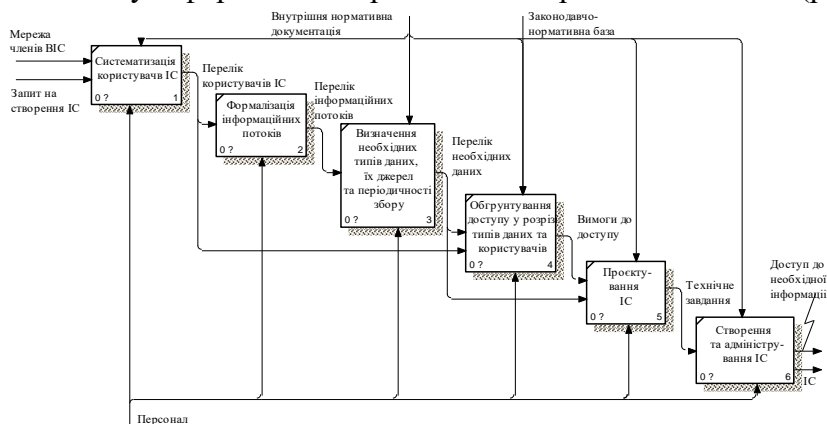 Внутрішня нормативна
документація
Законодавчо-
нормативна база
Мережа
членів ВІС
Запит на
створення ІС
Систематизація
користувачв ІС
0 ? 1
Перелік
користувачів ІС
Формалізація
інформаційних
потоків
0 ? 2
Перелік
інформаційних
потоків
Визначення
необхідних
типів даних,
їх джерел
та періодичності
збору
0 ? 3
Перелік
необхідних
даних
Обгрунтування
доступу у розрізі
типів даних та
користувачів
0 ? 4
Вимоги до
доступу
Проєкту-
вання
ІС
0 ? 5
Технічне
завдання
Створення
та адміністру-
вання ІС
0 ? 6
Доступ до
необхідної
інформації
ІС
Персонал